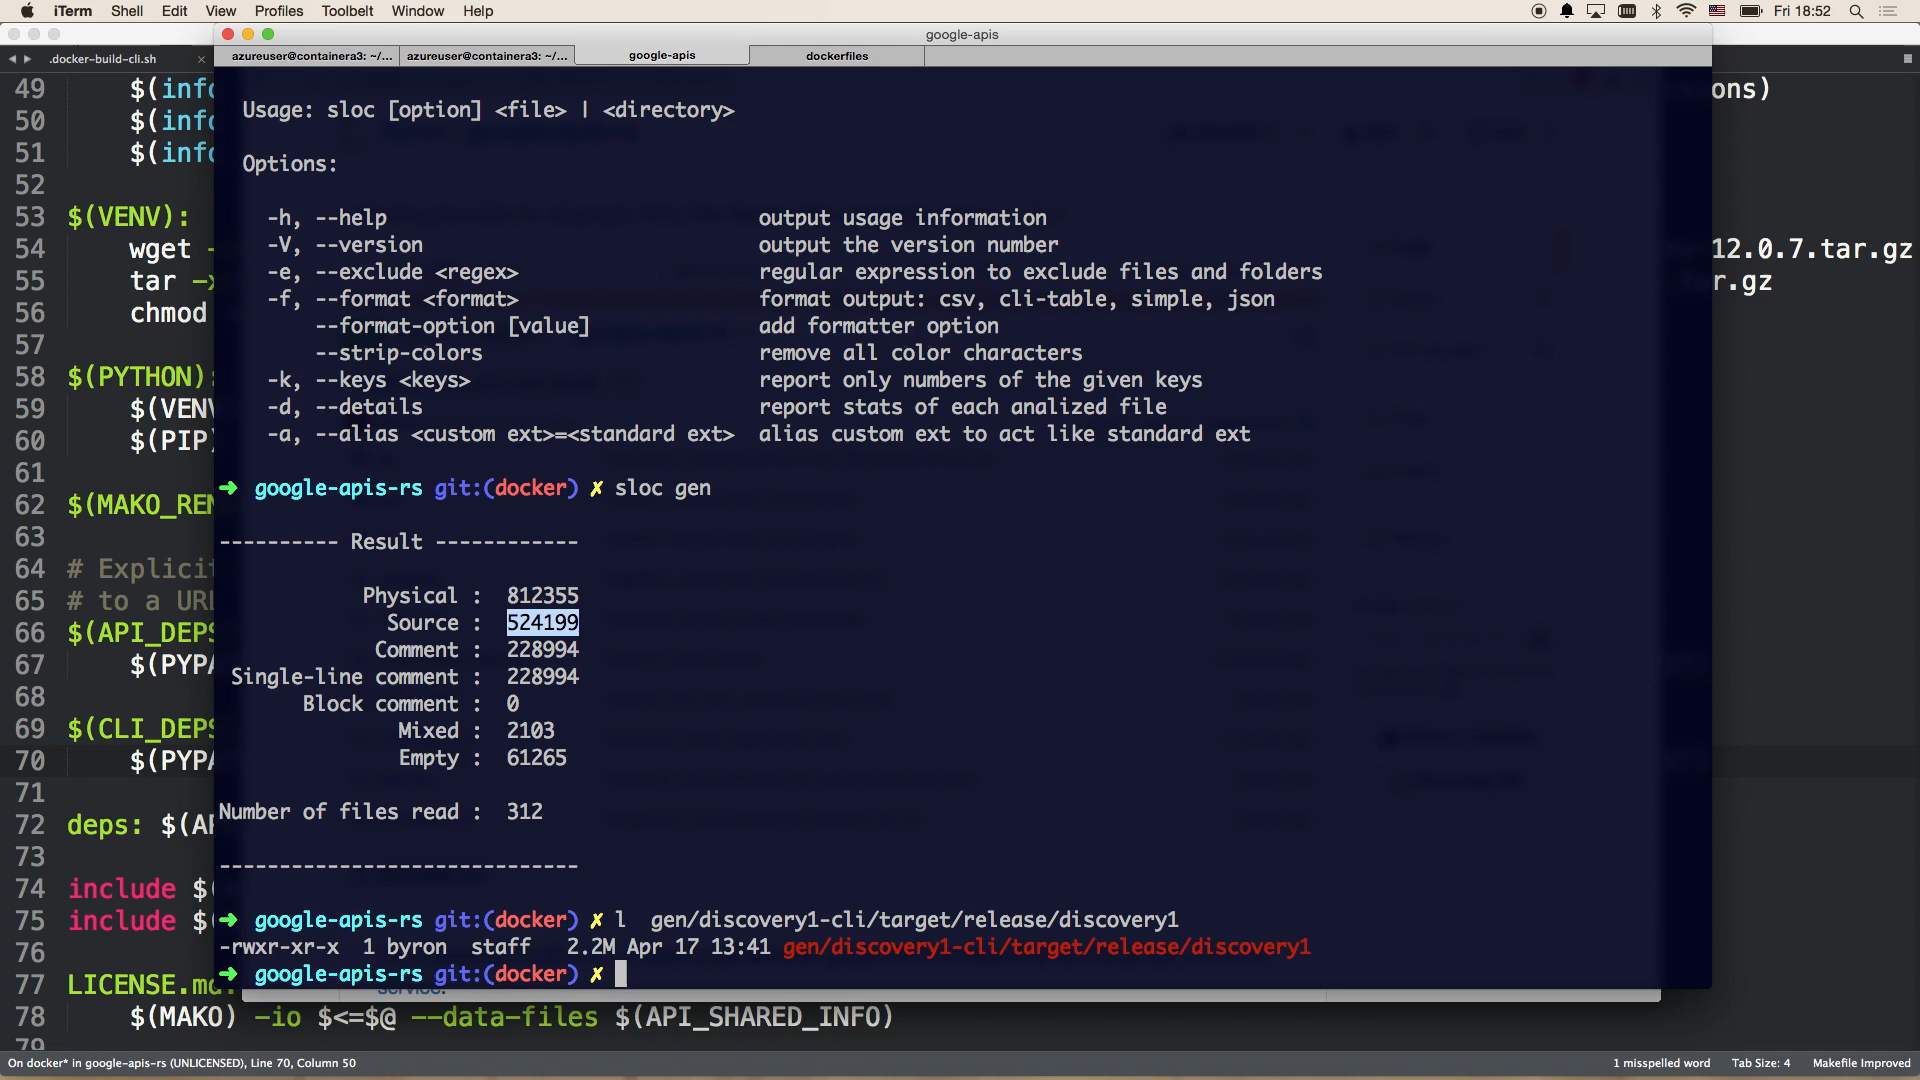 iTerm Shell Edit View Profiles Toolbelt Window Help Fri 18:52
google-apis
.docker-build-cli.sh
azureuser@containera3: ~/... azureuser@containera3: ~/... google-apis dockerfiles
Usage: sloc [option] <file> | <directory>
Options:
-h, --help output usage information
-V, --version output the version number
-e, --exclude <regex> regular expression to exclude files and folders
-f, --format <format> format output: csv, cli-table, simple, json
--format-option [value] add formatter option
--strip-colors remove all color characters
-k, --keys <keys> report only numbers of the given keys
-d, --details report stats of each analized file
-a, --alias <custom ext>=<standard ext> alias custom ext to act like standard ext
➜ google-apis-rs git:(docker) ✗ sloc gen
---------- Result ------------
Physical : 812355
Source : 524199
Comment : 228994
Single-line comment : 228994
Block comment : 0
Mixed : 2103
Empty : 61265
Number of files read : 312
------------------------------
➜ google-apis-rs git:(docker) ✗ l gen/discovery1-cli/target/release/discovery1
-rwxr-xr-x 1 byron staff 2.2M Apr 17 13:41 gen/discovery1-cli/target/release/discovery1
➜ google-apis-rs git:(docker) ✗
49 $(info ons)
50 $(info
51 $(info
52
53 $(VENV):
54 wget - 12.0.7.tar.gz
55 tar -x r.gz
56 chmod
57
58 $(PYTHON):
59 $(VENV
60 $(PIP)
61
62 $(MAKO_REN
63
64 # Explicit
65 # to a URL
66 $(API_DEPS
67 $(PYPA
68
69 $(CLI_DEPS
70 $(PYPA
71
72 deps: $(AP
73
74 include $(
75 include $(
76
77 LICENSE.md:
78 $(MAKO) -io $<=$@ --data-files $(API_SHARED_INFO)
79
On docker* in google-apis-rs (UNLICENSED), Line 70, Column 50 1 misspelled word Tab Size: 4 Makefile Improved